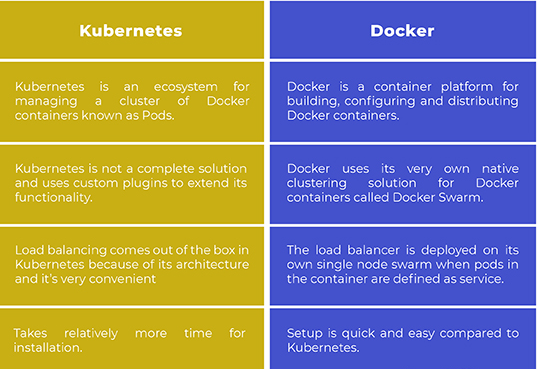 Kubernetes
Docker
Kubernetes is an ecosystem for
managing a cluster of Docker
containers known as Pods.
Docker is a container platform for
building, configuring and distributing
Docker containers.
Kubernetes is not a complete solution
and uses custom plugins to extend its
functionality.
Docker uses its very own native
clustering solution for Docker
containers called Docker Swarm.
Load balancing comes out of the box in
Kubernetes because of its architecture
and it's very convenient
The load balancer is deployed on its
own single node swarm when pods in
the container are defined as service.
Takes relatively more time for
installation.
Setup is quick and easy compared to
Kubernetes.